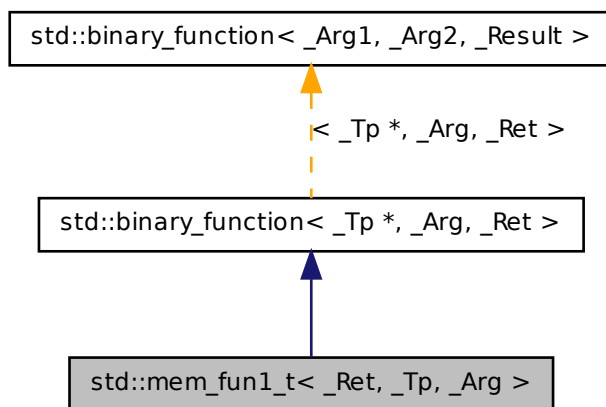 std::binary_function< _Arg1, _Arg2, _Result >
< _Tp *, _Arg, _Ret >
std::binary_function< _Tp *, _Arg, _Ret >
std::mem_fun1_t< _Ret, _Tp, _Arg >